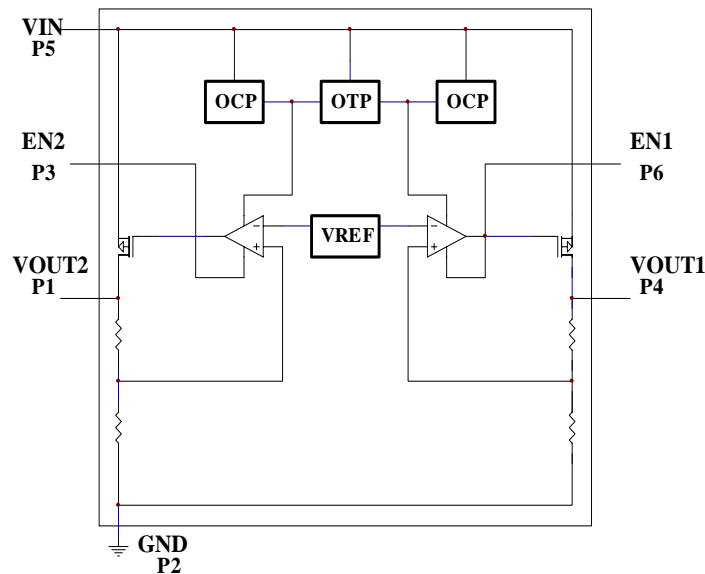 VIN
P5
OCP
OTP
OCP
EN2
P3
EN1
P6
VREF
VOUT2
P1
VOUT1
P4
GND
P2